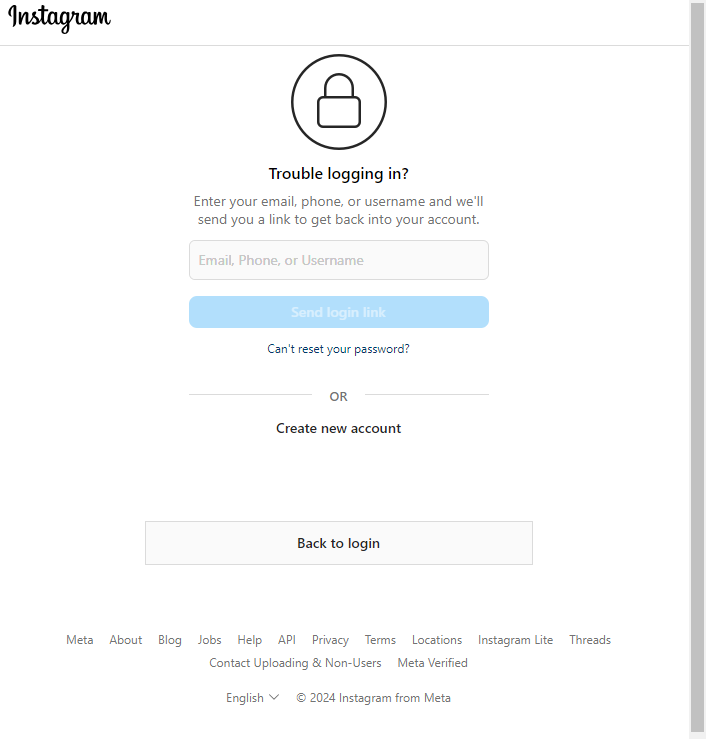 Instagram
Trouble logging in?
Enter your email, phone, or username and we'll
send you a link to get back into your account.
Email, Phone, or Username
Send login link
Can't reset your password?
OR
Create new account
Back to login
Meta About Blog Jobs Help API Privacy Terms Locations Instagram Lite Threads
Contact Uploading & Non-Users Meta Verified
English © 2024 Instagram from Meta